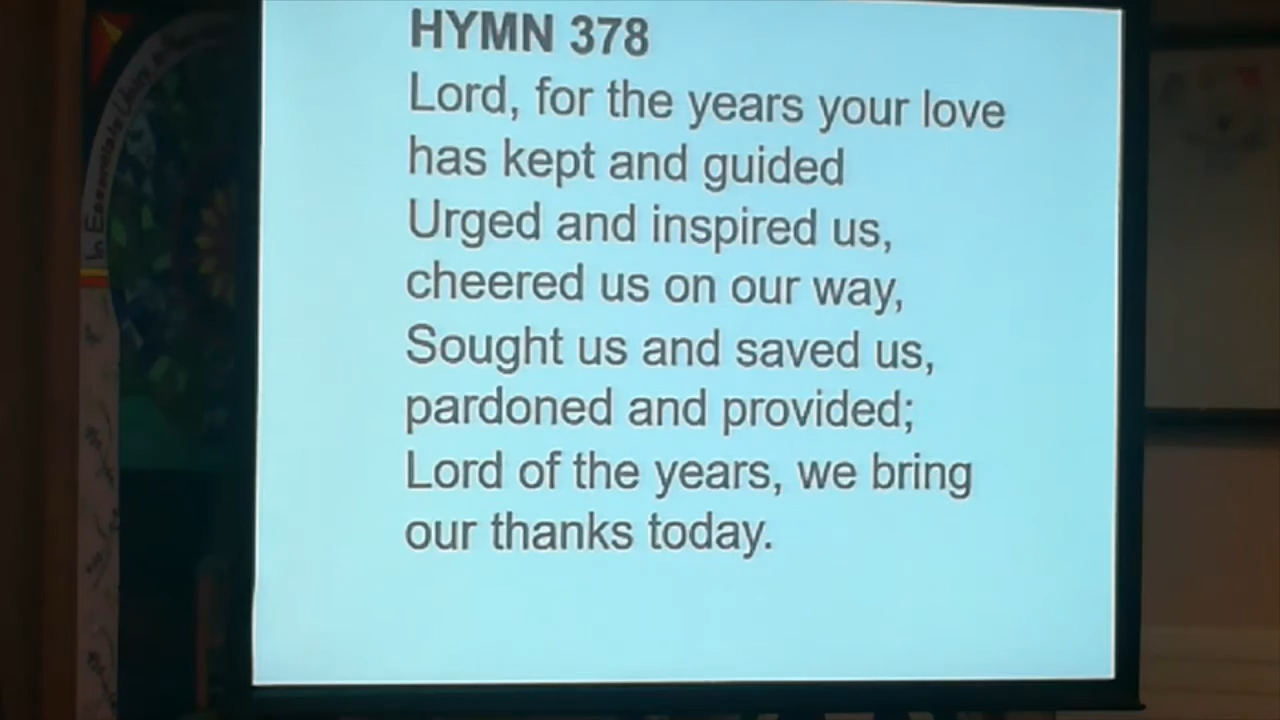 HYMN 378
Lord, for the years your love
has kept and guided
Urged and inspired us,
cheered us on our way,
Sought us and saved us,
pardoned and provided;
Lord of the years, we bring
our thanks today.